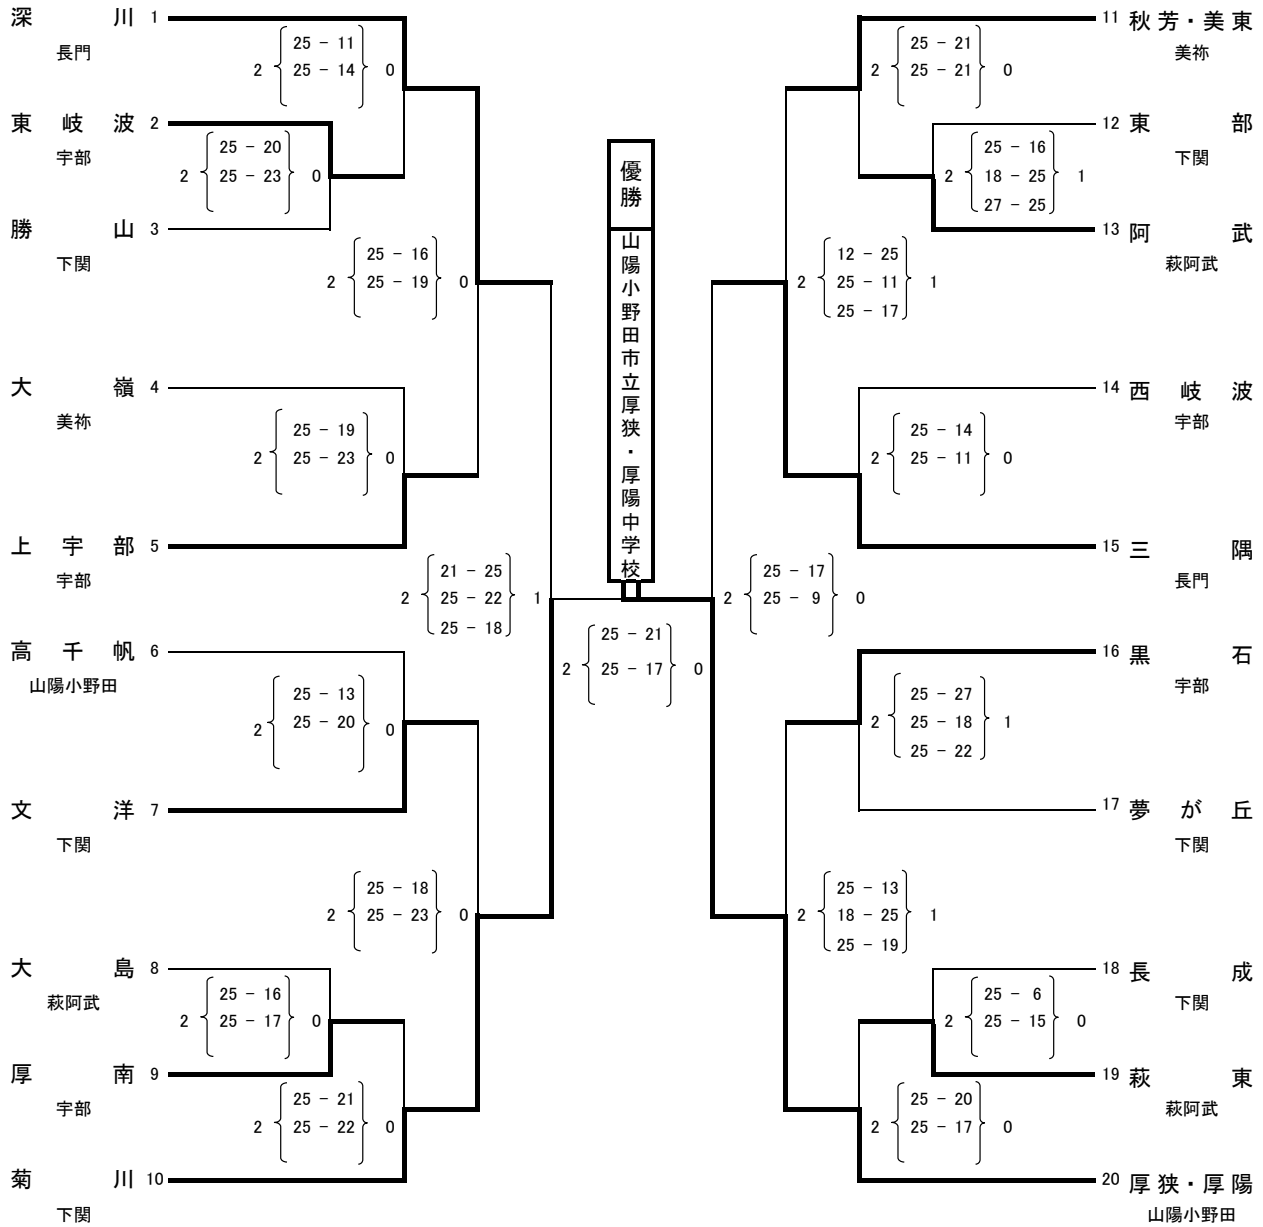 深川 1
長門
2 25 - 11 0
25 - 14
東岐波 2
宇部
2 25 - 20 0
25 - 23
勝山 3
下関
2 25 - 16 0
25 - 19
大嶺 4
美祢
2 25 - 19 0
25 - 23
上宇部 5
宇部
2 21 - 25 1
25 - 22
25 - 18
高千帆 6
山陽小野田
2 25 - 13 0
25 - 20
文洋 7
下関
2 25 - 18 0
25 - 23
大島 8
萩阿武
2 25 - 16 0
25 - 17
厚南 9
宇部
2 25 - 21 0
25 - 22
菊川 10
下関
優勝
山陽小野田市立厚狭・厚陽中学校
2 25 - 21 0
25 - 17
11 秋芳・美東
美祢
2 25 - 21 0
25 - 21
12 東部
下関
2 25 - 16 1
18 - 25
27 - 25
13 阿武
萩阿武
2 12 - 25 1
25 - 11
25 - 17
14 西岐波
宇部
2 25 - 14 0
25 - 11
15 三隅
長門
2 25 - 17 0
25 - 9
16 黒石
宇部
2 25 - 27 1
25 - 18
25 - 22
17 夢が丘
下関
2 25 - 13 1
18 - 25
25 - 19
18 長成
下関
2 25 - 6 0
25 - 15
19 萩東
萩阿武
2 25 - 20 0
25 - 17
20 厚狭・厚陽
山陽小野田